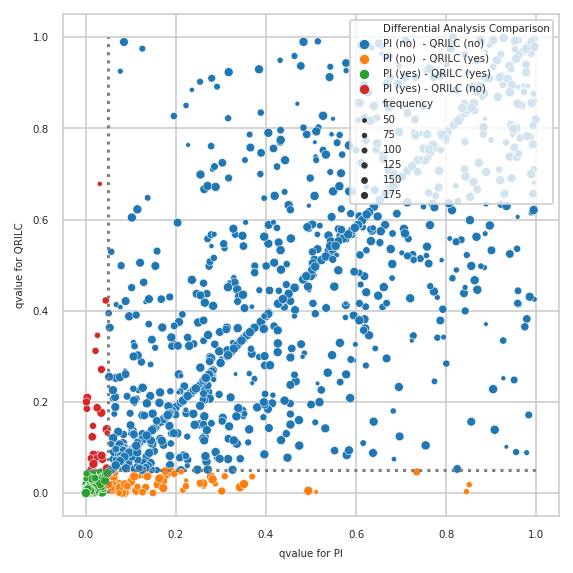 Differential Analysis Comparison
PI (no) - QRILC (no)
PI (no) - QRILC (yes)
PI (yes) - QRILC (yes)
PI (yes) - QRILC (no)
frequency
50
75
100
125
150
175
1.0
0.8
0.6
0.4
0.2
0.0
qvalue for QRILC
0.0 0.2 0.4 0.6 0.8 1.0
qvalue for PI